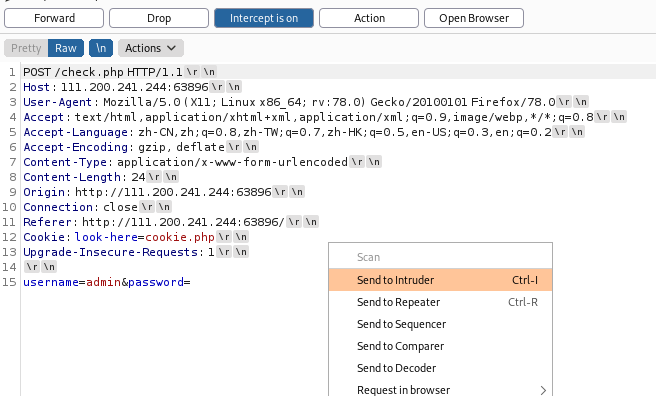 Forward Drop Intercept is on Action Open Browser
Pretty Raw \n Actions
1 POST /check.php HTTP/1.1 \r \n
2 Host: 111.200.241.244:63896 \r \n
3 User-Agent: Mozilla/5.0 (X11; Linux x86_64; rv:78.0) Gecko/20100101 Firefox/78.0 \r \n
4 Accept: text/html,application/xhtml+xml,application/xml;q=0.9,image/webp,*/*;q=0.8 \r \n
5 Accept-Language: zh-CN,zh;q=0.8,zh-TW;q=0.7,zh-HK;q=0.5,en-US;q=0.3,en;q=0.2 \r \n
6 Accept-Encoding: gzip, deflate \r \n
7 Content-Type: application/x-www-form-urlencoded \r \n
8 Content-Length: 24 \r \n
9 Origin: http://111.200.241.244:63896 \r \n
10 Connection: close \r \n
11 Referer: http://111.200.241.244:63896/ \r \n
12 Cookie: look-here=cookie.php \r \n
13 Upgrade-Insecure-Requests: 1 \r \n
14 \r \n
15 username=admin&password=
Scan
Send to Intruder Ctrl-I
Send to Repeater Ctrl-R
Send to Sequencer
Send to Comparer
Send to Decoder
Request in browser